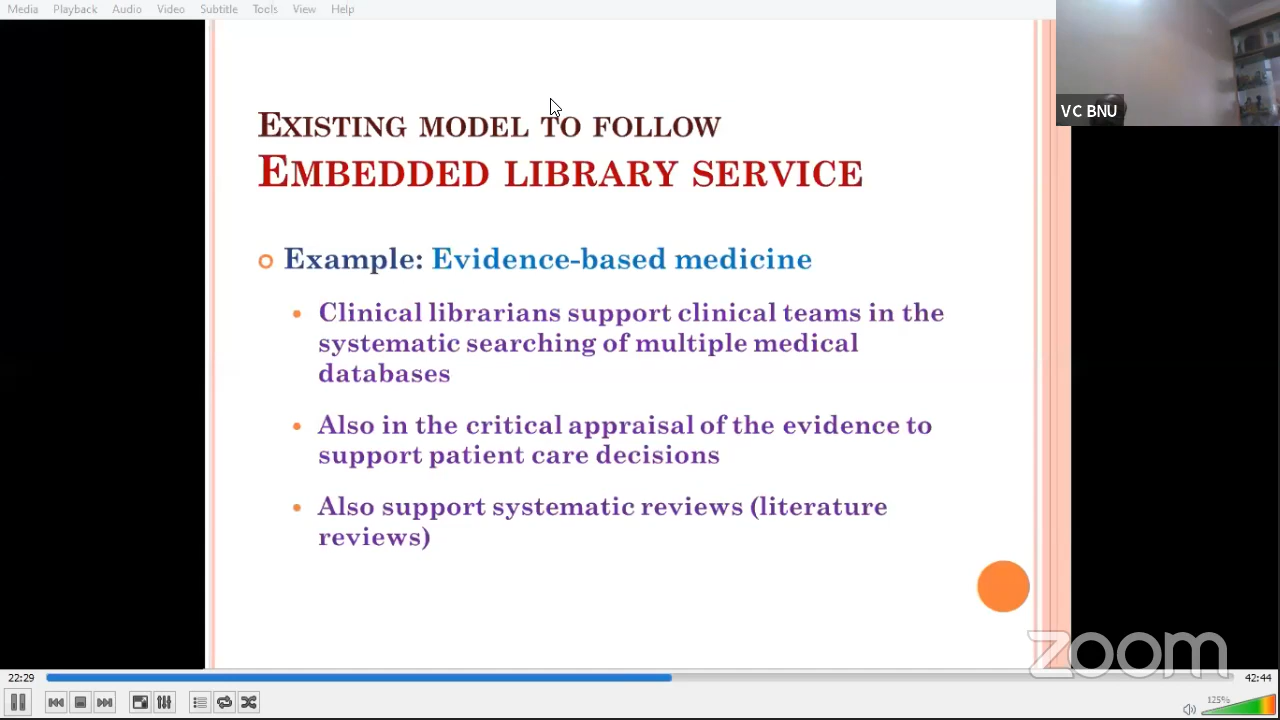 Media Playback Audio Video Subtitle Tools View Help
VC BNU
EXISTING MODEL TO FOLLOW
EMBEDDED LIBRARY SERVICE
Example: Evidence-based medicine
Clinical librarians support clinical teams in the
systematic searching of multiple medical
databases
Also in the critical appraisal of the evidence to
support patient care decisions
Also support systematic reviews (literature
reviews)
zoom
22:29
42:44
125%